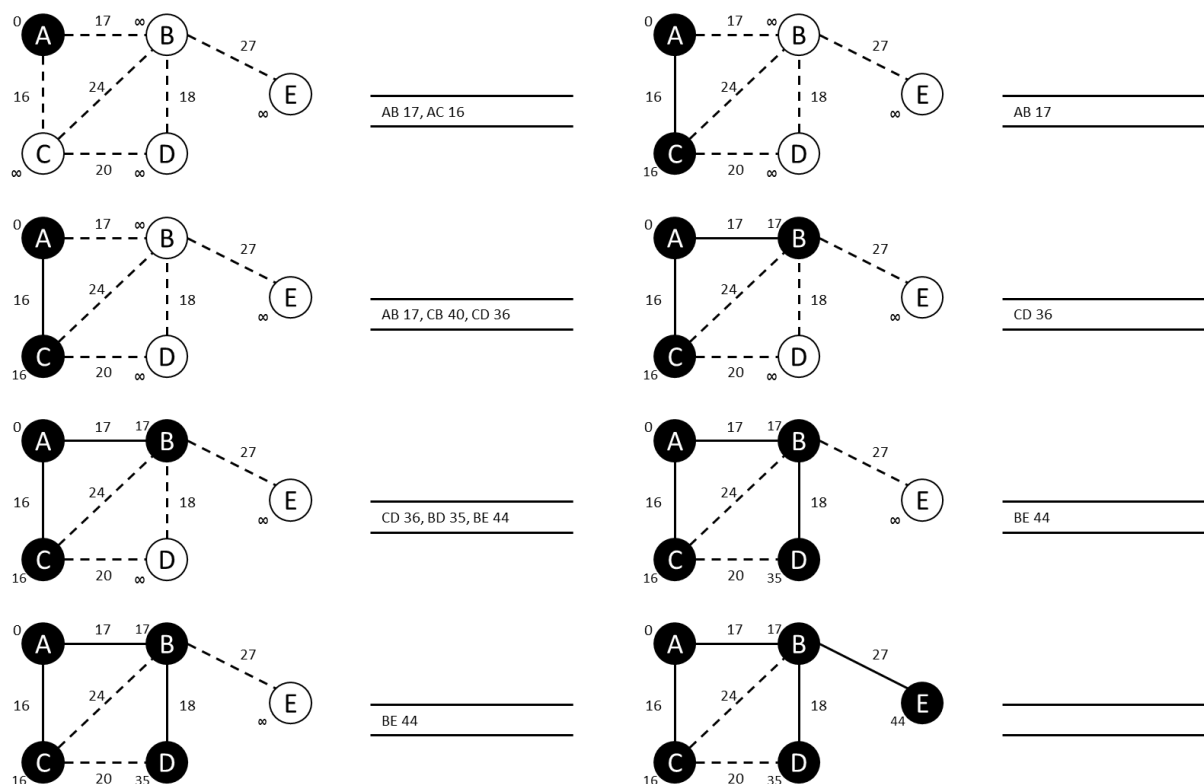 0 A 17 ∞ B 27 16 24 18 E ∞ C ∞ 20 D ∞
AB 17, AC 16
0 A 17 ∞ B 27 16 24 18 E ∞ C 16 20 D ∞
AB 17
0 A 17 ∞ B 27 16 24 18 E ∞ C 16 20 D ∞
AB 17, CB 40, CD 36
0 A 17 17 B 27 16 24 18 E ∞ C 16 20 D ∞
CD 36
0 A 17 17 B 27 16 24 18 E ∞ C 16 20 D ∞
CD 36, BD 35, BE 44
0 A 17 17 B 27 16 24 18 E ∞ C 16 20 D 35
BE 44
0 A 17 17 B 27 16 24 18 E ∞ C 16 20 D 35
BE 44
0 A 17 17 B 27 16 24 18 E 44 C 16 20 D 35